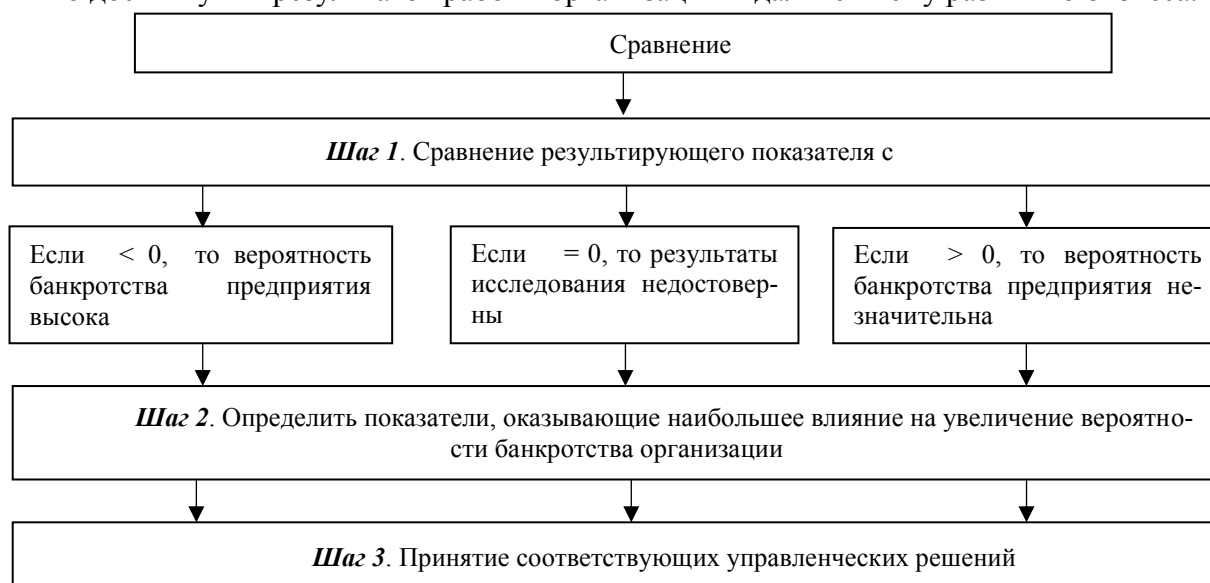 Сравнение
Шаг 1. Сравнение результирующего показателя с
Если < 0, то вероятность
банкротства предприятия
высока
Если = 0, то результаты
исследования недостовер-
ны
Если > 0, то вероятность
банкротства предприятия не-
значительна
Шаг 2. Определить показатели, оказывающие наибольшее влияние на увеличение вероятно-
сти банкротства организации
Шаг 3. Принятие соответствующих управленческих решений